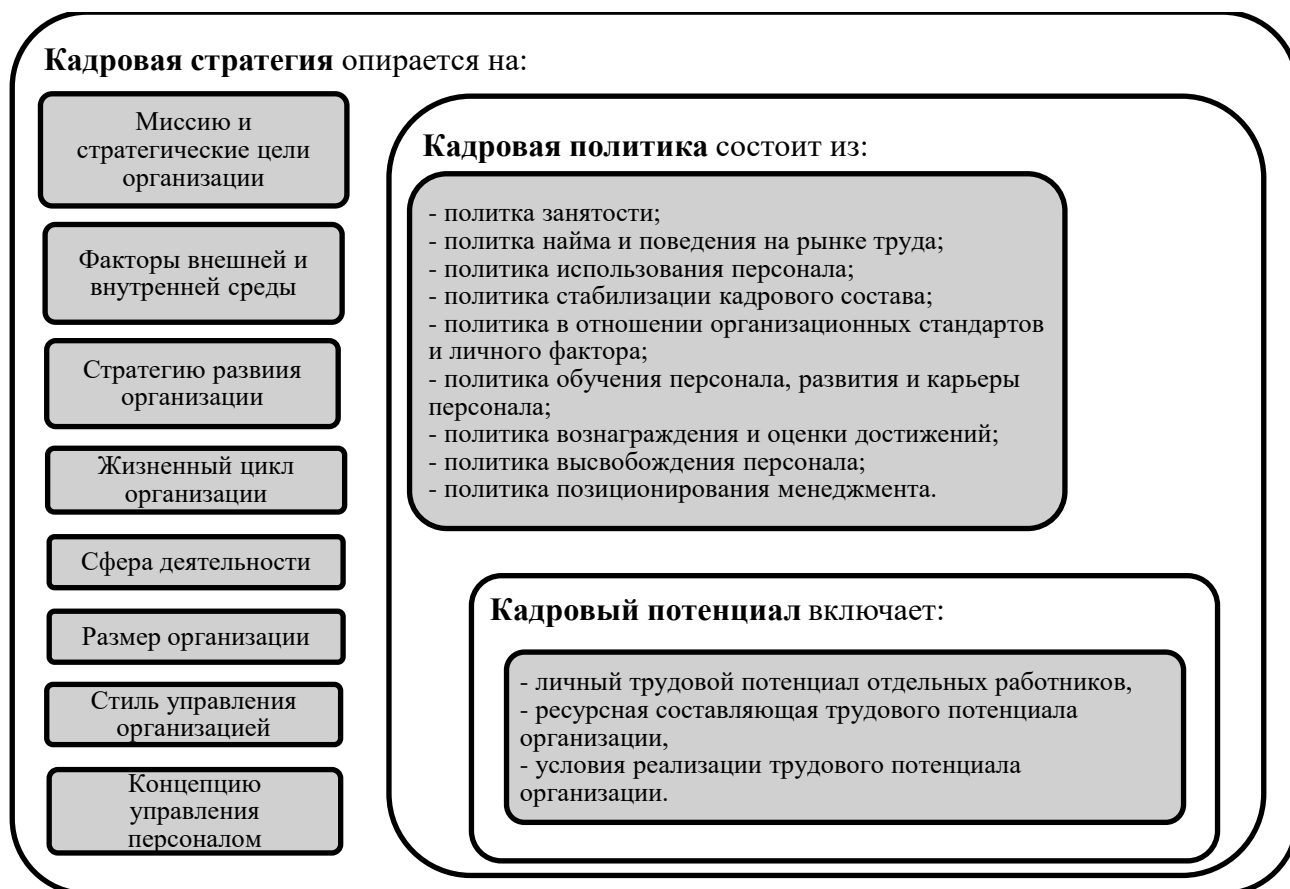 Кадровая стратегия опирается на:
Миссию и
стратегические цели
организации
Факторы внешней и
внутренней среды
Стратегию развиия
организации
Жизненный цикл
организации
Сфера деятельности
Размер организации
Стиль управления
организацией
Концепцию
управления
персоналом
Кадровая политика состоит из:
- политка занятости;
- политка найма и поведения на рынке труда;
- политика использования персонала;
- политика стабилизации кадрового состава;
- политика в отношении организационных стандартов
и личного фактора;
- политика обучения персонала, развития и карьеры
персонала;
- политика вознаграждения и оценки достижений;
- политика высвобождения персонала;
- политика позиционирования менеджмента.
Кадровый потенциал включает:
- личный трудовой потенциал отдельных работников,
- ресурсная составляющая трудового потенциала
организации,
- условия реализации трудового потенциала
организации.